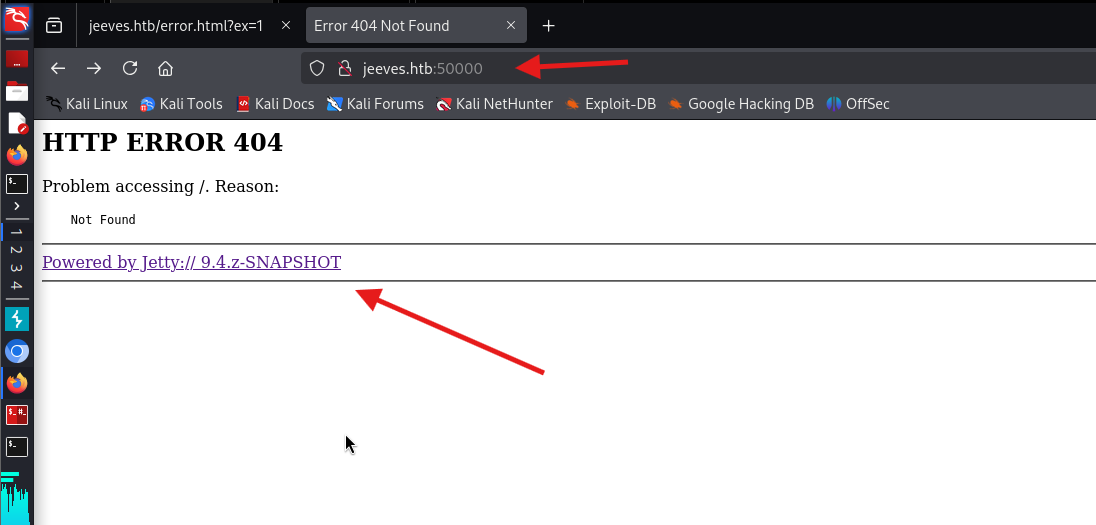 jeeves.htb/error.html?ex=1
Error 404 Not Found
jeeves.htb:50000
Kali Linux Kali Tools Kali Docs Kali Forums Kali NetHunter Exploit-DB Google Hacking DB OffSec
HTTP ERROR 404
Problem accessing /. Reason:
Not Found
Powered by Jetty:// 9.4.z-SNAPSHOT
1
2
3
4